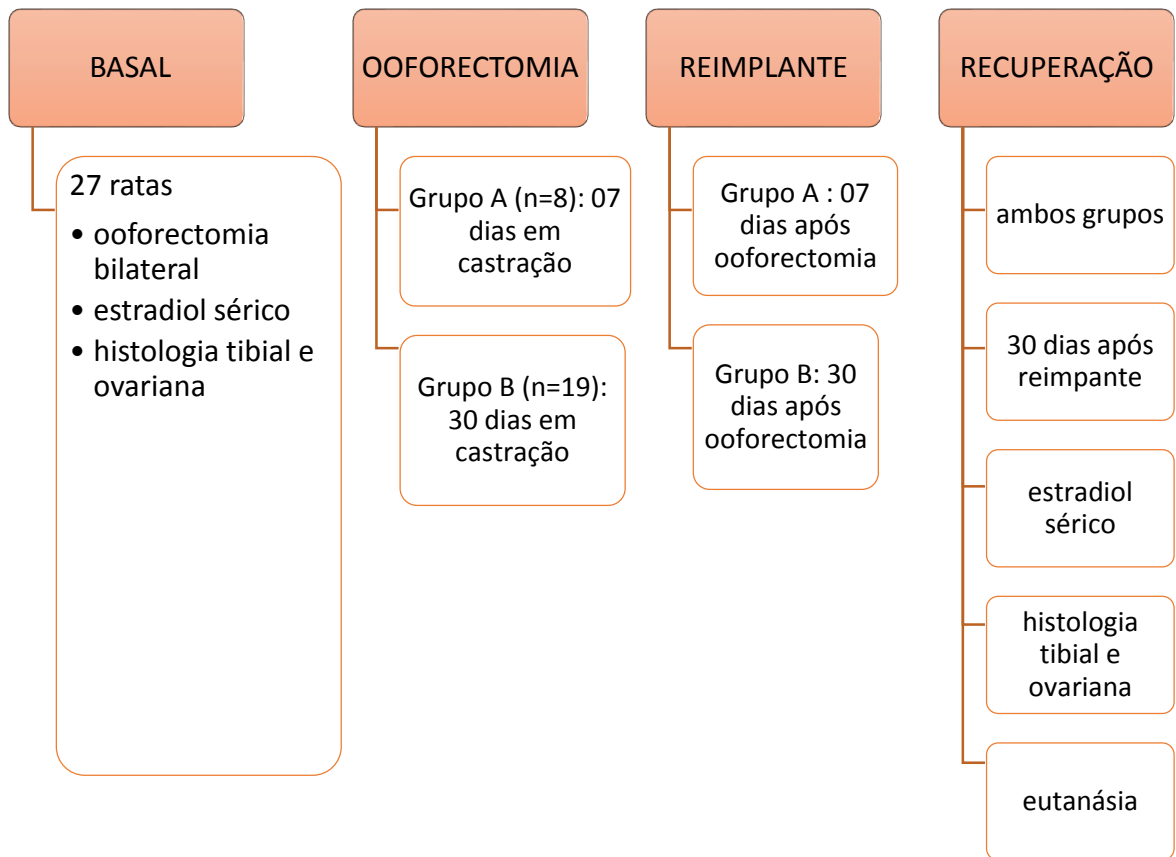 BASAL
27 ratas
• ooforectomia
bilateral
• estradiol sérico
• histologia tibial e
ovariana
OOFORECTOMIA
Grupo A (n=8): 07
dias em
castração
Grupo B (n=19):
30 dias em
castração
REIMPLANTE
Grupo A : 07
dias após
ooforectomia
Grupo B: 30
dias após
ooforectomia
RECUPERAÇÃO
ambos grupos
30 dias após
reimpante
estradiol
sérico
histologia
tibial e
ovariana
eutanásia